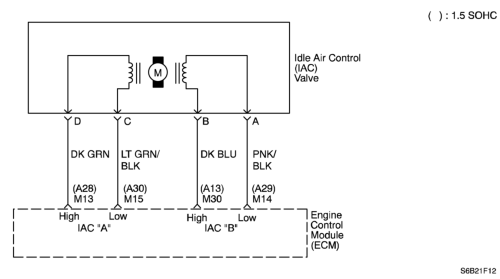 ( ) : 1.5 SOHC
Idle Air Control
(IAC)
Valve
M
D C B A
DK GRN LT GRN/ DK BLU PNK/
BLK BLK
(A28) (A30) (A13) (A29)
M13 M15 M30 M14
High Low High Low
IAC "A" IAC "B"
Engine
Control
Module
(ECM)
S6B21F12